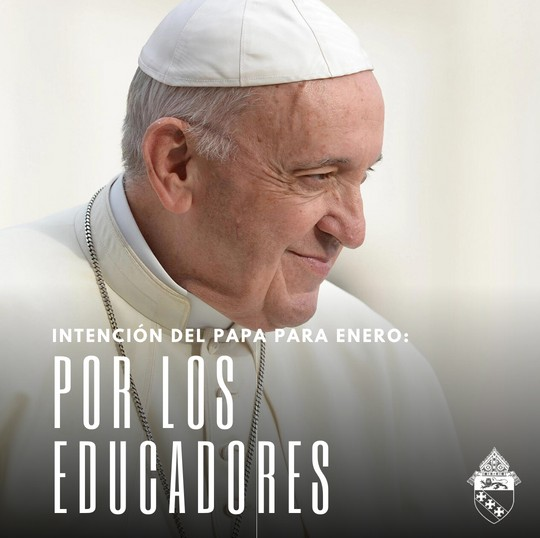 INTENCIÓN DEL PAPA PARA ENERO:
POR LOS
EDUCADORES